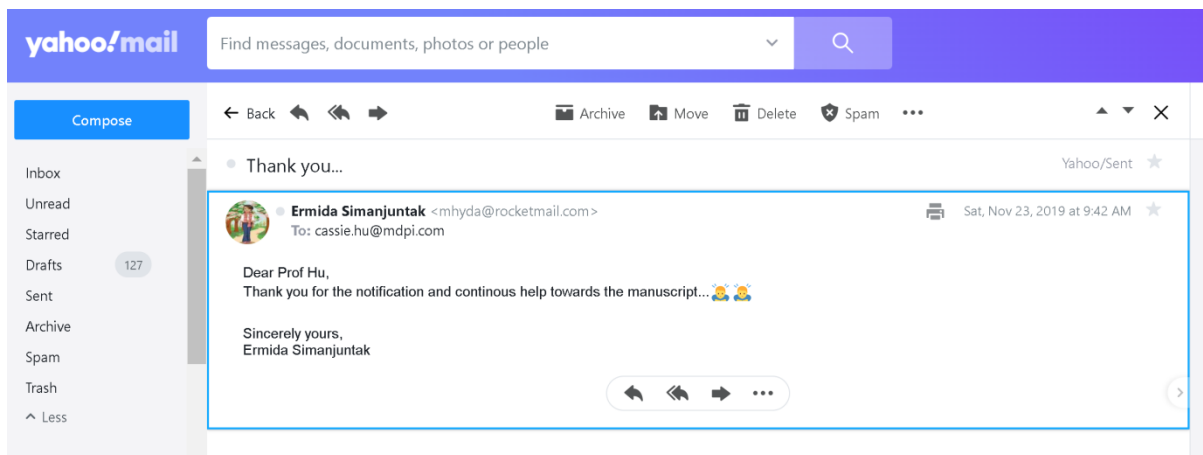 yahoo!mail
Find messages, documents, photos or people
Compose
Back
Archive Move Delete Spam
Inbox
Unread
Starred
Drafts 127
Sent
Archive
Spam
Trash
Less
Thank you...
Yahoo/Sent
Ermida Simanjuntak <mhyda@rocketmail.com>
Sat, Nov 23, 2019 at 9:42 AM
To: cassie.hu@mdpi.com
Dear Prof Hu,
Thank you for the notification and continous help towards the manuscript...
Sincerely yours,
Ermida Simanjuntak